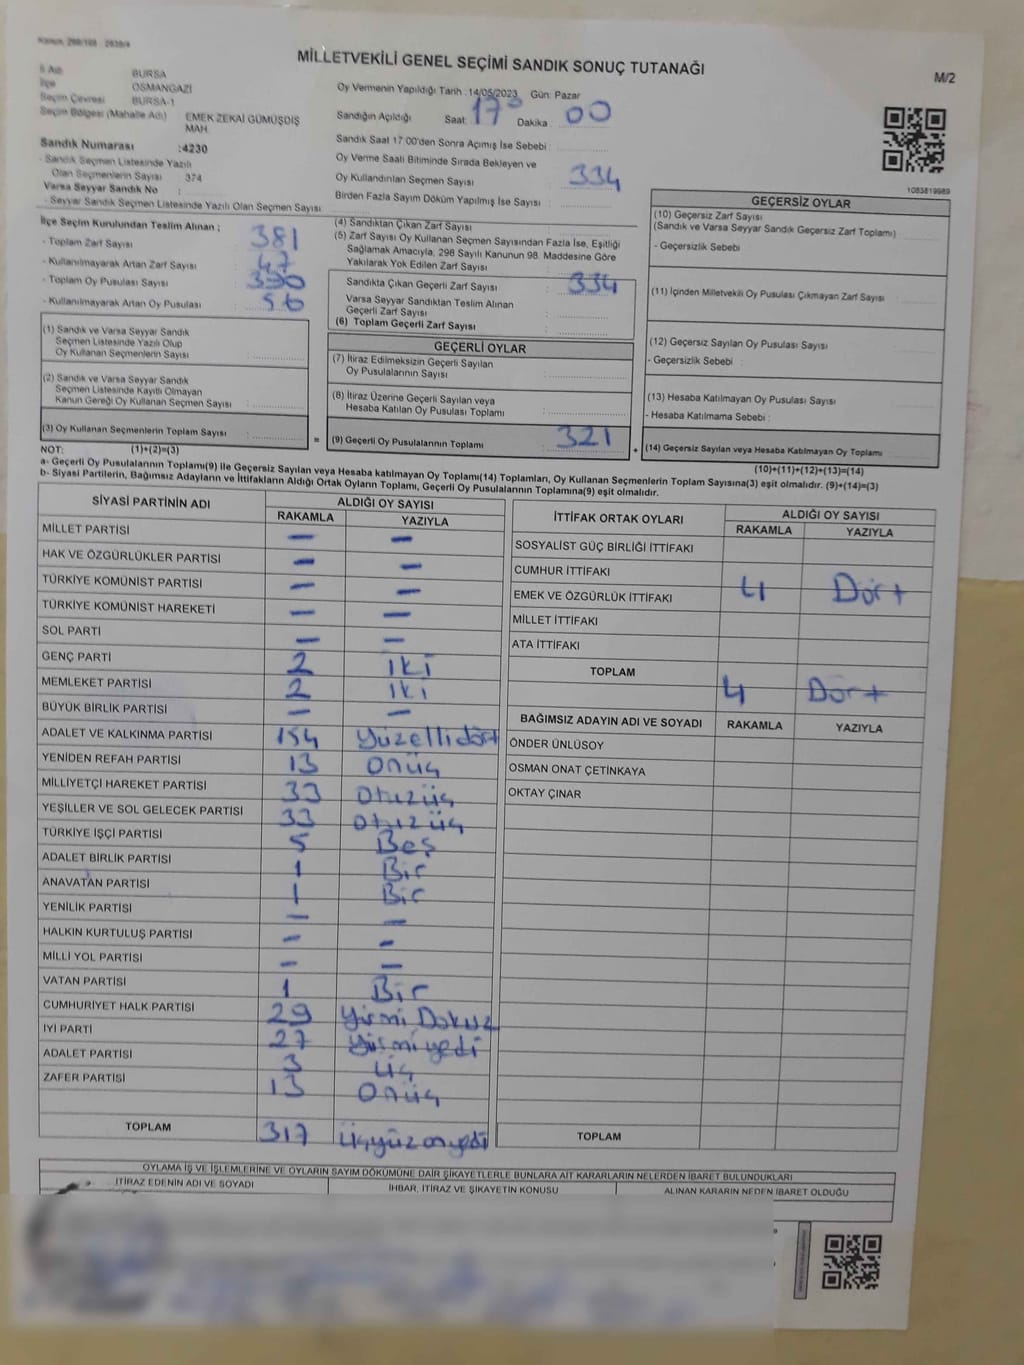 Kanun: 298/105 - 2839/4
MİLLETVEKİLİ GENEL SEÇİMİ SANDIK SONUÇ TUTANAĞI
M/2
İl Adı BURSA
İlçe OSMANGAZİ
Seçim Çevresi BURSA-1
Seçim Bölgesi (Mahalle Adı) EMEK ZEKAİ GÜMÜŞDİŞ MAH.
Sandık Numarası :4230
- Sandık Seçmen Listesinde Yazılı
Olan Seçmenlerin Sayısı 374
Varsa Seyyar Sandık No :
- Seyyar Sandık Seçmen Listesinde Yazılı Olan Seçmen Sayısı
Oy Vermenin Yapıldığı Tarih :14/05/2023 Gün: Pazar
Sandığın Açıldığı Saat: 17 Dakika : 00
Sandık Saat 17:00'den Sonra Açımış İse Sebebi :
Oy Verme Saati Bitiminde Sırada Bekleyen ve
Oy Kullandırılan Seçmen Sayısı : 334
Birden Fazla Sayım Döküm Yapılmış İse Sayısı :
1083819989
İlçe Seçim Kurulundan Teslim Alınan ;
- Toplam Zarf Sayısı : 381
- Kullanılmayarak Artan Zarf Sayısı : 47
- Toplam Oy Pusulası Sayısı : 390
- Kullanılmayarak Artan Oy Pusulası : 56
(1) Sandık ve Varsa Seyyar Sandık
Seçmen Listesinde Yazılı Olup
Oy Kullanan Seçmenlerin Sayısı :
(2) Sandık ve Varsa Seyyar Sandık
Seçmen Listesinde Kayıtlı Olmayan
Kanun Gereği Oy Kullanan Seçmen Sayısı :
(3) Oy Kullanan Seçmenlerin Toplam Sayısı :
(1)+(2)=(3)
(4) Sandıktan Çıkan Zarf Sayısı :
(5) Zarf Sayısı Oy Kullanan Seçmen Sayısından Fazla İse, Eşitliği
Sağlamak Amacıyla, 298 Sayılı Kanunun 98. Maddesine Göre
Yakılarak Yok Edilen Zarf Sayısı :
Sandıkta Çıkan Geçerli Zarf Sayısı : 334
Varsa Seyyar Sandıktan Teslim Alınan
Geçerli Zarf Sayısı :
(6) Toplam Geçerli Zarf Sayısı :
GEÇERLİ OYLAR
(7) İtiraz Edilmeksizin Geçerli Sayılan
Oy Pusulalarının Sayısı :
(8) İtiraz Üzerine Geçerli Sayılan veya
Hesaba Katılan Oy Pusulası Toplamı :
= (9) Geçerli Oy Pusulalarının Toplamı : 321
GEÇERSİZ OYLAR
(10) Geçersiz Zarf Sayısı
(Sandık ve Varsa Seyyar Sandık Geçersiz Zarf Toplamı)
- Geçersizlik Sebebi :
(11) İçinden Milletvekili Oy Pusulası Çıkmayan Zarf Sayısı :
(12) Geçersiz Sayılan Oy Pusulası Sayısı :
- Geçersizlik Sebebi :
(13) Hesaba Katılmayan Oy Pusulası Sayısı :
- Hesaba Katılmama Sebebi :
+ (14) Geçersiz Sayılan veya Hesaba Katılmayan Oy Toplamı
(10)+(11)+(12)+(13)=(14)
NOT:
a- Geçerli Oy Pusulalarının Toplamı(9) ile Geçersiz Sayılan veya Hesaba katılmayan Oy Toplamı(14) Toplamları, Oy Kullanan Seçmenlerin Toplam Sayısına(3) eşit olmalıdır. (9)+(14)=(3)
b- Siyasi Partilerin, Bağımsız Adayların ve İttifakların Aldığı Ortak Oyların Toplamı, Geçerli Oy Pusulalarının Toplamına(9) eşit olmalıdır.
SİYASİ PARTİNİN ADI ALDIĞI OY SAYISI
RAKAMLA YAZIYLA
MİLLET PARTİSİ — —
HAK VE ÖZGÜRLÜKLER PARTİSİ — —
TÜRKİYE KOMÜNİST PARTİSİ — —
TÜRKİYE KOMÜNİST HAREKETİ — —
SOL PARTİ — —
GENÇ PARTİ 2 iki
MEMLEKET PARTİSİ 2 iki
BÜYÜK BİRLİK PARTİSİ — —
ADALET VE KALKINMA PARTİSİ 154 Yüzellidört
YENİDEN REFAH PARTİSİ 13 onüç
MİLLİYETÇİ HAREKET PARTİSİ 33 otuzüç
YEŞİLLER VE SOL GELECEK PARTİSİ 33 otuzüç
TÜRKİYE İŞÇİ PARTİSİ 5 Beş
ADALET BİRLİK PARTİSİ 1 Bir
ANAVATAN PARTİSİ 1 Bir
YENİLİK PARTİSİ — —
HALKIN KURTULUŞ PARTİSİ — —
MİLLİ YOL PARTİSİ — —
VATAN PARTİSİ 1 Bir
CUMHURİYET HALK PARTİSİ 29 Yirmi Dokuz
İYİ PARTİ 27 Yirmiyedi
ADALET PARTİSİ 3 üç
ZAFER PARTİSİ 13 onüç
TOPLAM 317 üçyüzonyedi
İTTİFAK ORTAK OYLARI ALDIĞI OY SAYISI
RAKAMLA YAZIYLA
SOSYALİST GÜÇ BİRLİĞİ İTTİFAKI
CUMHUR İTTİFAKI 4 Dört
EMEK VE ÖZGÜRLÜK İTTİFAKI
MİLLET İTTİFAKI
ATA İTTİFAKI
TOPLAM 4 Dört
BAĞIMSIZ ADAYIN ADI VE SOYADI RAKAMLA YAZIYLA
ÖNDER ÜNLÜSOY
OSMAN ONAT ÇETİNKAYA
OKTAY ÇINAR
TOPLAM
OYLAMA İŞ VE İŞLEMLERİNE VE OYLARIN SAYIM DÖKÜMÜNE DAİR ŞİKAYETLERLE BUNLARA AİT KARARLARIN NELERDEN İBARET BULUNDUKLARI
İTİRAZ EDENİN ADI VE SOYADI İHBAR, İTİRAZ VE ŞİKAYETİN KONUSU ALINAN KARARIN NEDEN İBARET OLDUĞU